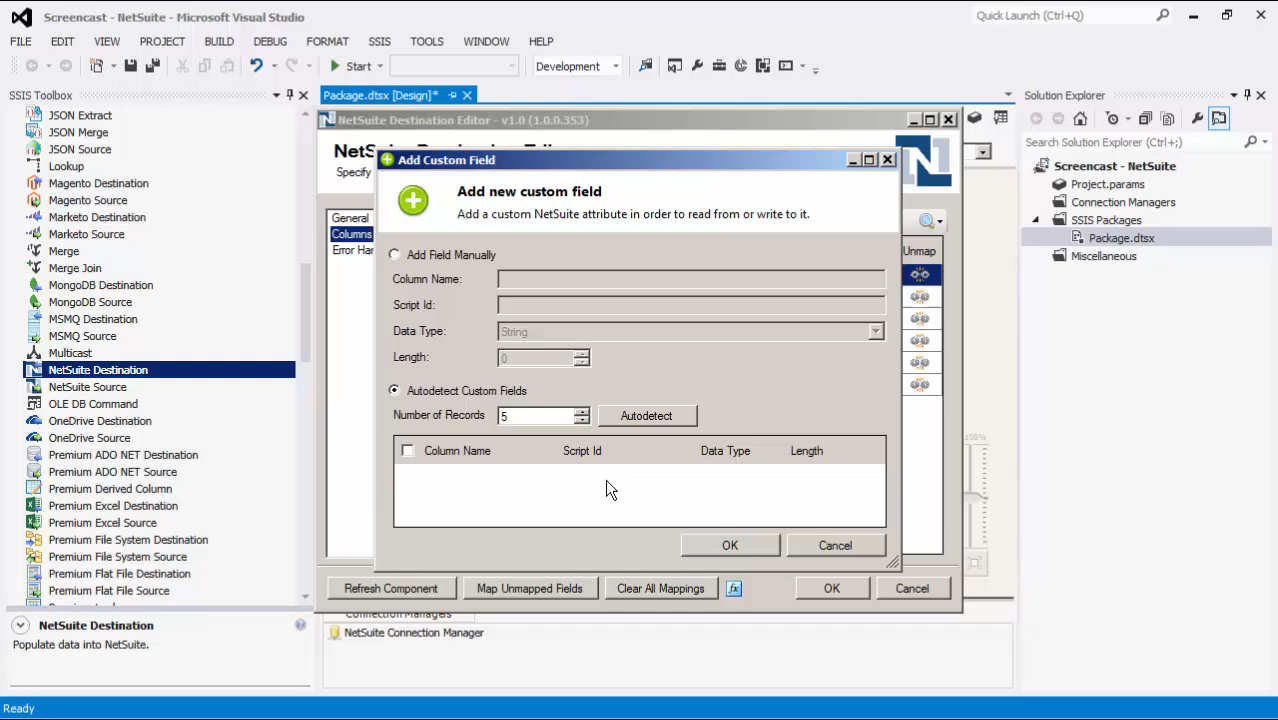 Screencast - NetSuite - Microsoft Visual Studio
Quick Launch (Ctrl+Q)
FILE EDIT VIEW PROJECT BUILD DEBUG FORMAT SSIS TOOLS WINDOW HELP
Start Development
SSIS Toolbox
Package.dtsx [Design]*
Solution Explorer
JSON Extract
JSON Merge
JSON Source
Lookup
Magento Destination
Magento Source
Marketo Destination
Marketo Source
Merge
Merge Join
MongoDB Destination
MongoDB Source
MSMQ Destination
MSMQ Source
Multicast
NetSuite Destination
NetSuite Source
OLE DB Command
OneDrive Destination
OneDrive Source
Premium ADO NET Destination
Premium ADO NET Source
Premium Derived Column
Premium Excel Destination
Premium Excel Source
Premium File System Destination
Premium File System Source
Premium Flat File Destination
Premium Flat File Source
NetSuite Destination
Populate data into NetSuite.
NetSuite Destination Editor - v1.0 (1.0.0.353)
Specify
General
Columns
Error Han
Unmap
Add Custom Field
Add new custom field
Add a custom NetSuite attribute in order to read from or write to it.
Add Field Manually
Column Name:
Script Id:
Data Type: String
Length: 0
Autodetect Custom Fields
Number of Records 5 Autodetect
Column Name Script Id Data Type Length
OK Cancel
Refresh Component Map Unmapped Fields Clear All Mappings fx OK Cancel
100%
Connection Managers
NetSuite Connection Manager
Search Solution Explorer (Ctrl+;)
Screencast - NetSuite
Project.params
Connection Managers
SSIS Packages
Package.dtsx
Miscellaneous
Ready